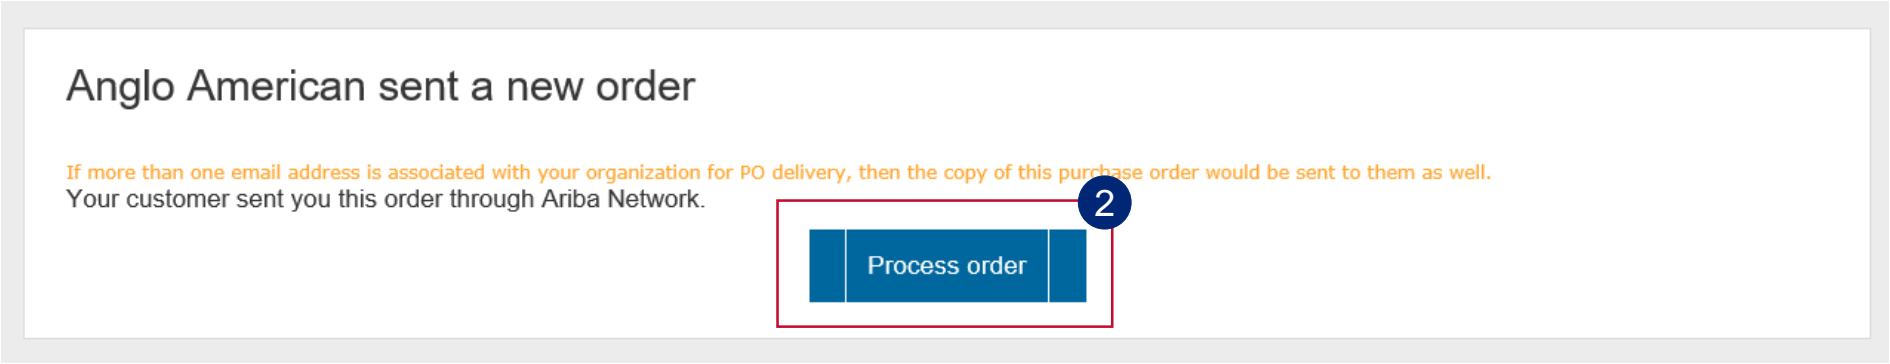 Anglo American sent a new order
If more than one email address is associated with your organization for PO delivery, then the copy of this purchase order would be sent to them as well.
Your customer sent you this order through Ariba Network.
2
Process order